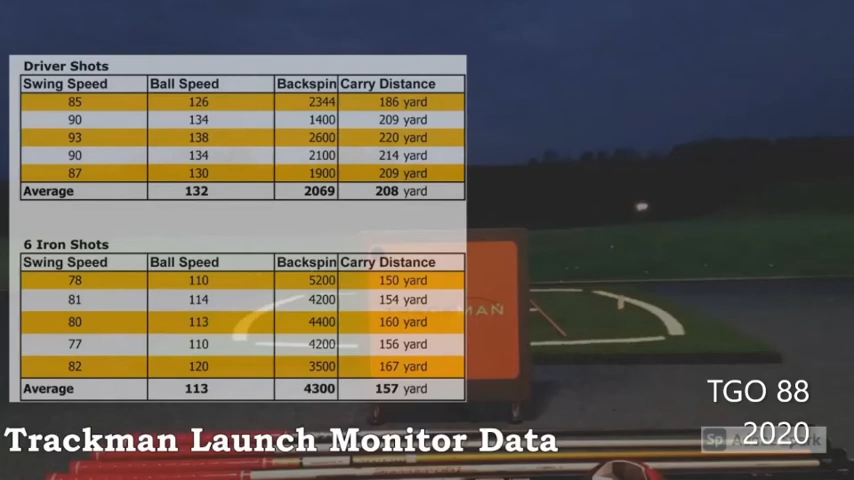 Driver Shots
Swing Speed Ball Speed Backspin Carry Distance
85 126 2344 186 yard
90 134 1400 209 yard
93 138 2600 220 yard
90 134 2100 214 yard
87 130 1900 209 yard
Average 132 2069 208 yard
6 Iron Shots
Swing Speed Ball Speed Backspin Carry Distance
78 110 5200 150 yard
81 114 4200 154 yard
80 113 4400 160 yard
77 110 4200 156 yard
82 120 3500 167 yard
Average 113 4300 157 yard
TGO 88
2020
Trackman Launch Monitor Data